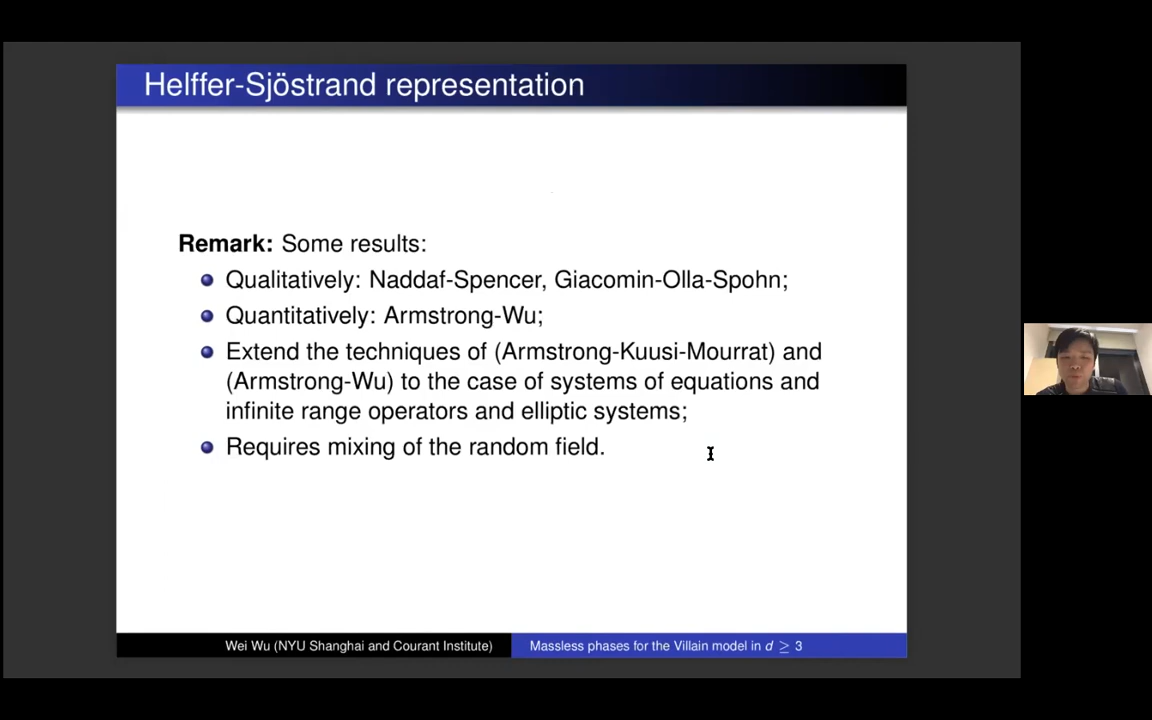 Helffer-Sjöstrand representation
Remark: Some results:
Qualitatively: Naddaf-Spencer, Giacomin-Olla-Spohn;
Quantitatively: Armstrong-Wu;
Extend the techniques of (Armstrong-Kuusi-Mourrat) and
(Armstrong-Wu) to the case of systems of equations and
infinite range operators and elliptic systems;
Requires mixing of the random field.
Wei Wu (NYU Shanghai and Courant Institute)
Massless phases for the Villain model in d ≥ 3